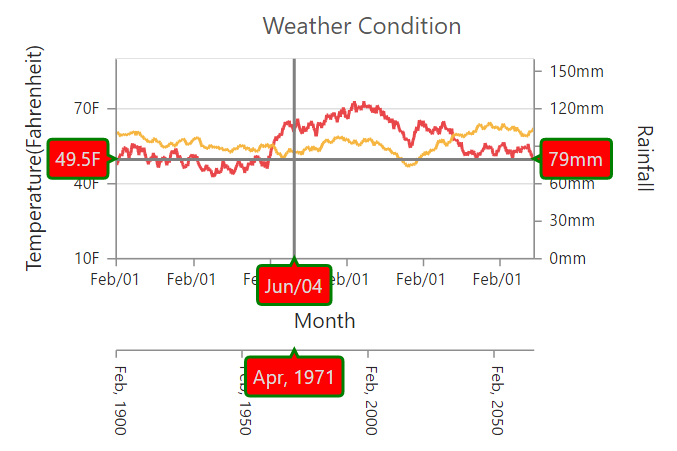 Weather Condition
Temperature(Fahrenheit)
70F
40F
10F
49.5F
150mm
120mm
79mm
60mm
30mm
0mm
Rainfall
Feb/01
Feb/01
Feb/01
Feb/01
Feb/01
Jun/04
Month
Apr, 1971
Feb, 1900
Feb, 2000
Feb, 2050